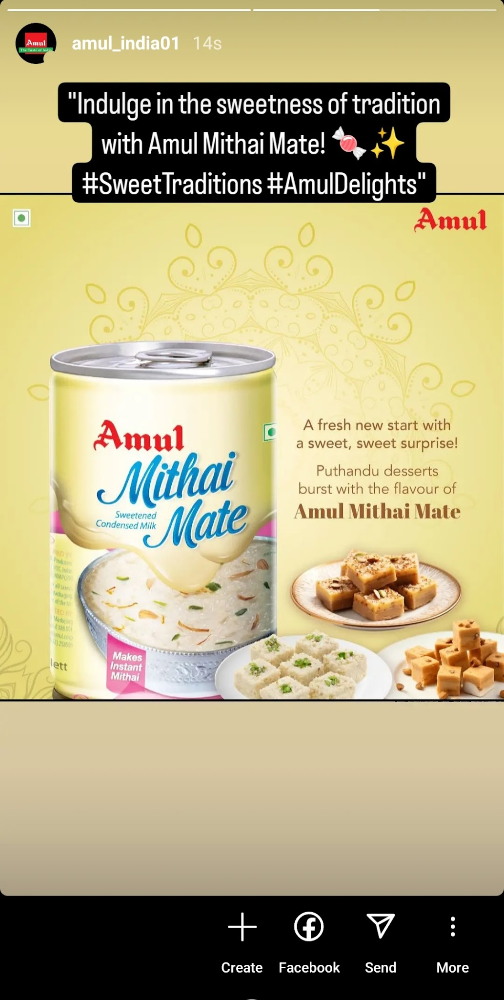 Amul
The Taste of India
amul_india01 14s
"Indulge in the sweetness of tradition
with Amul Mithai Mate! 🍬✨
#SweetTraditions #AmulDelights"
Amul
Amul
Mithai
Mate
Sweetened
Condensed Milk
A fresh new start with
a sweet, sweet surprise!
Puthandu desserts
burst with the flavour of
Amul Mithai Mate
Makes
Instant
Mithai
lett
Create Facebook Send More